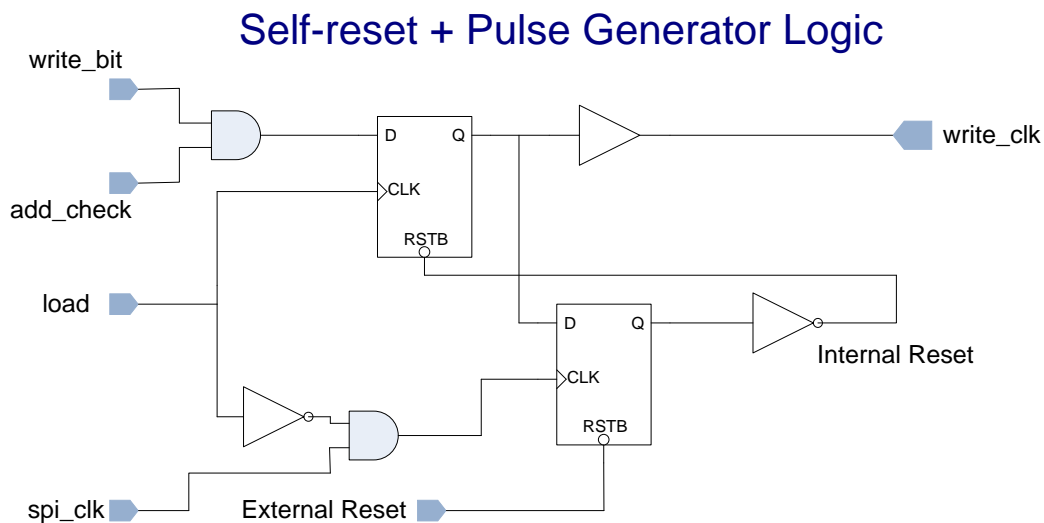 Self-reset + Pulse Generator Logic
write_bit
D
Q
write_clk
CLK
add_check
RSTB
load
D
Q
Internal Reset
CLK
RSTB
spi_clk
External Reset